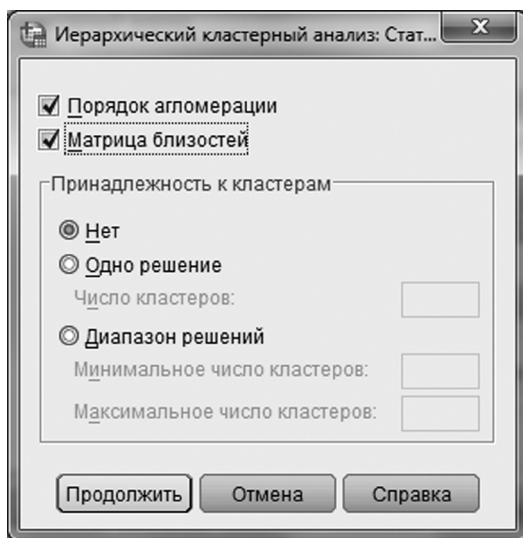 Иерархический кластерный анализ: Стат...
Порядок агломерации
Матрица близостей
Принадлежность к кластерам
Нет
Одно решение
Число кластеров:
Диапазон решений
Минимальное число кластеров:
Максимальное число кластеров:
Продолжить Отмена Справка